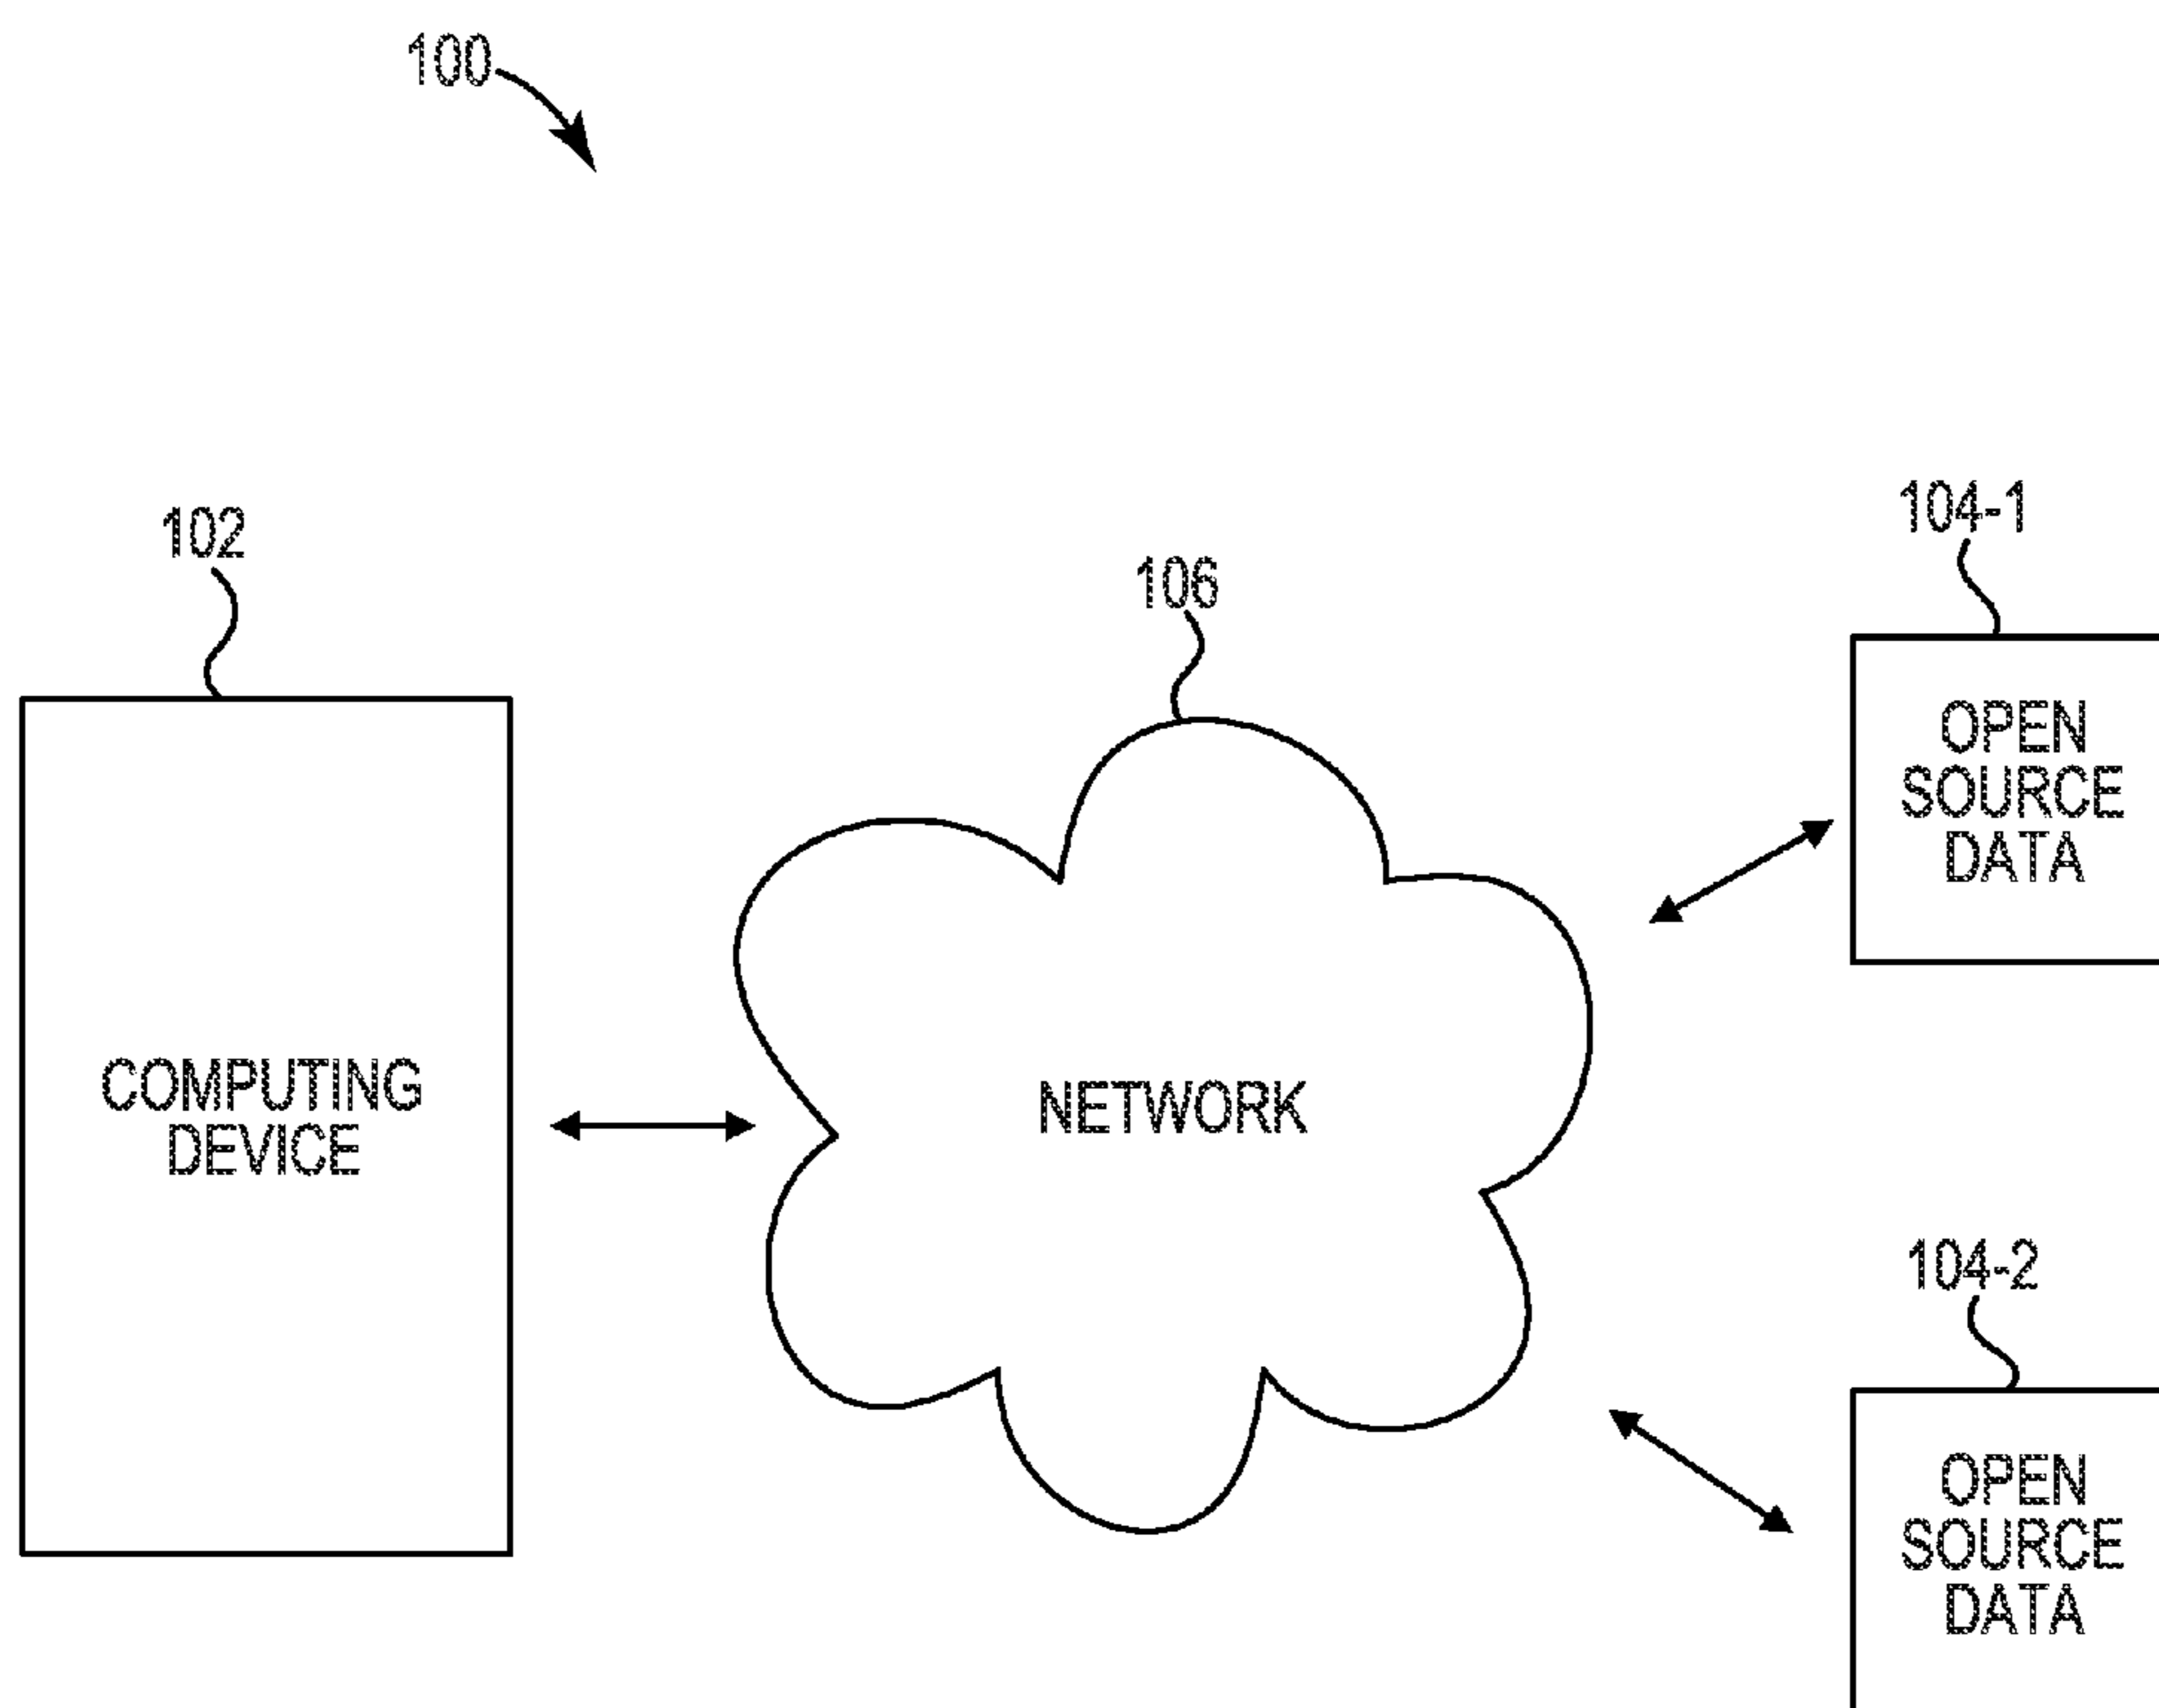 100
102
106
104-1
OPEN
SOURCE
DATA
COMPUTING
DEVICE
NETWORK
104-2
OPEN
SOURCE
DATA